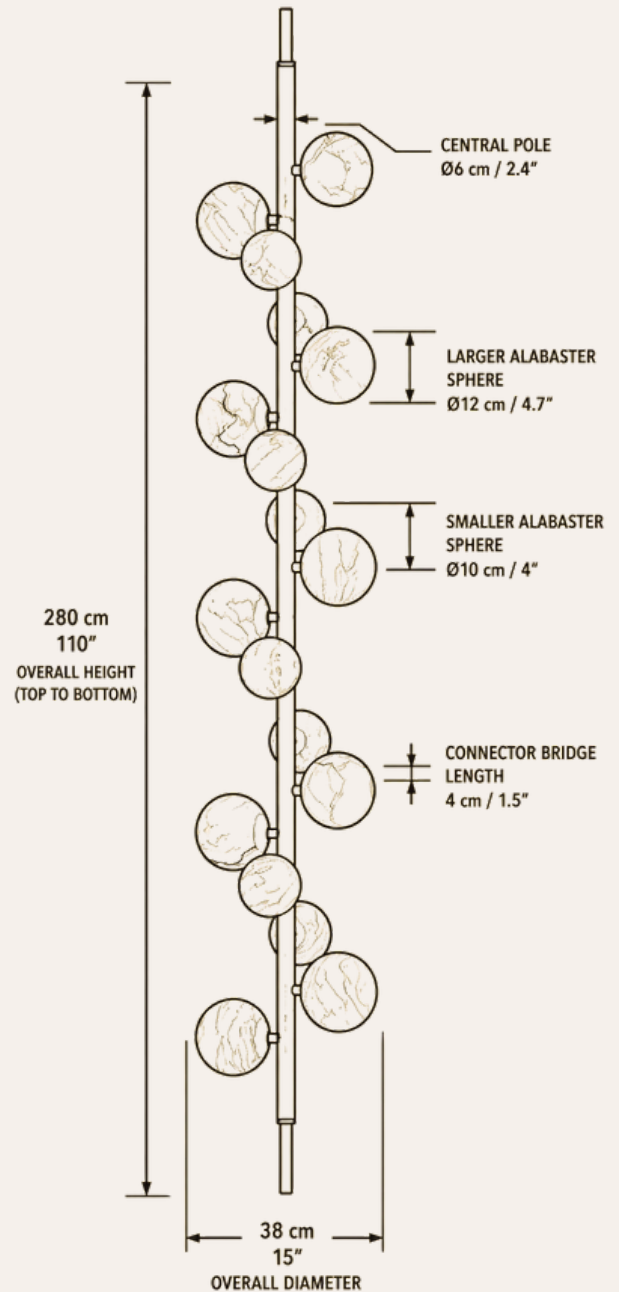 CENTRAL POLE
Ø6 cm / 2.4"
LARGER ALABASTER
SPHERE
Ø12 cm / 4.7"
SMALLER ALABASTER
SPHERE
Ø10 cm / 4"
280 cm
110"
OVERALL HEIGHT
(TOP TO BOTTOM)
CONNECTOR BRIDGE
LENGTH
4 cm / 1.5"
38 cm
15"
OVERALL DIAMETER